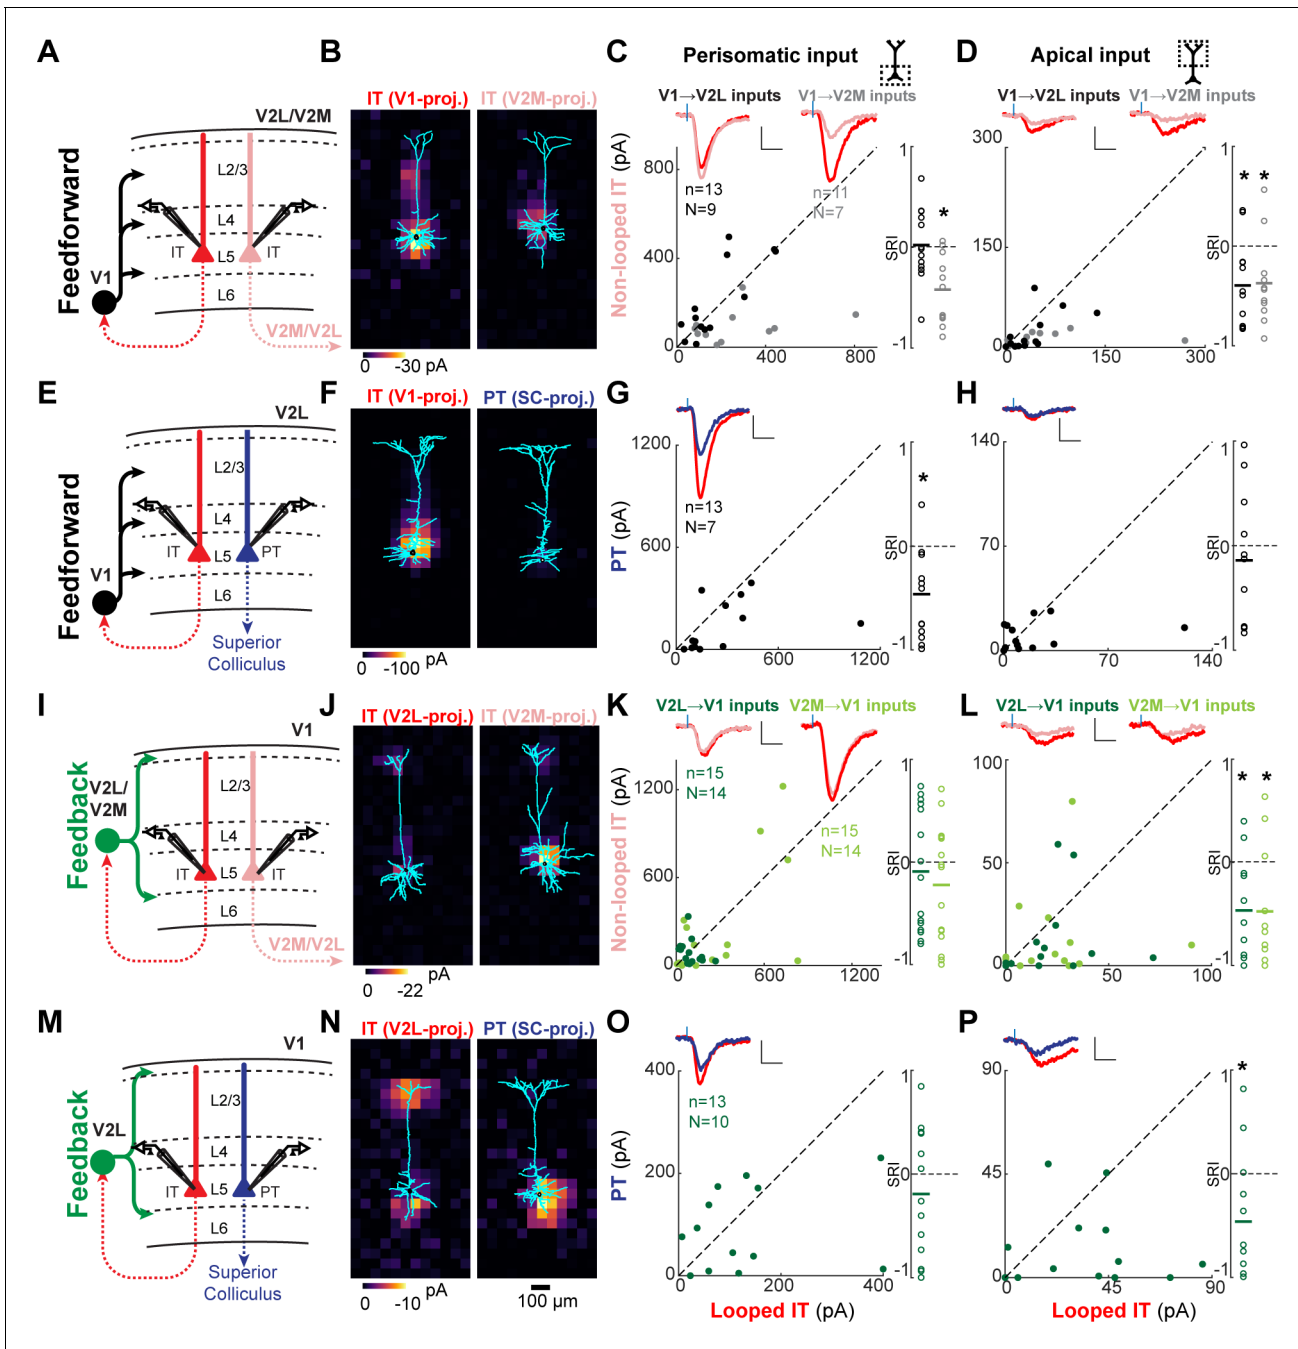 A
B
C
Perisomatic input
D
Apical input
V2L/V2M
IT (V1-proj.)
IT (V2M-proj.)
V1→V2L inputs
V1→V2M inputs
V1→V2L inputs
V1→V2M inputs
Feedforward
L2/3
L4
L5
L6
IT
IT
V1
V2M/V2L
0
-30 pA
Non-looped IT (pA)
800
400
0
0
400
800
n=13
N=9
n=11
N=7
*
1
SRI
0
-1
300
150
0
0
150
300
* *
1
SRI
0
-1
E
F
G
H
V2L
IT (V1-proj.)
PT (SC-proj.)
Feedforward
L2/3
L4
L5
L6
IT
PT
V1
Superior
Colliculus
0
-100
pA
PT (pA)
1200
600
0
0
600
1200
n=13
N=7
*
1
SRI
0
-1
140
70
0
0
70
140
1
SRI
0
-1
I
J
K
L
V1
IT (V2L-proj.)
IT (V2M-proj.)
V2L→V1 inputs
V2M→V1 inputs
V2L→V1 inputs
V2M→V1 inputs
Feedback
V2L/
V2M
L2/3
L4
L5
L6
IT
IT
V2M/V2L
0
-22
pA
Non-looped IT (pA)
1200
600
0
0
600
1200
n=15
N=14
n=15
N=14
1
SRI
0
-1
100
50
0
0
50
100
* *
1
SRI
0
-1
M
N
O
P
V1
IT (V2L-proj.)
PT (SC-proj.)
Feedback
V2L
L2/3
L4
L5
L6
IT
PT
Superior
Colliculus
0
-10
pA
100 µm
PT (pA)
400
200
0
0
200
400
n=13
N=10
1
SRI
0
-1
Looped IT (pA)
90
45
0
0
45
90
*
1
SRI
0
-1
Looped IT (pA)